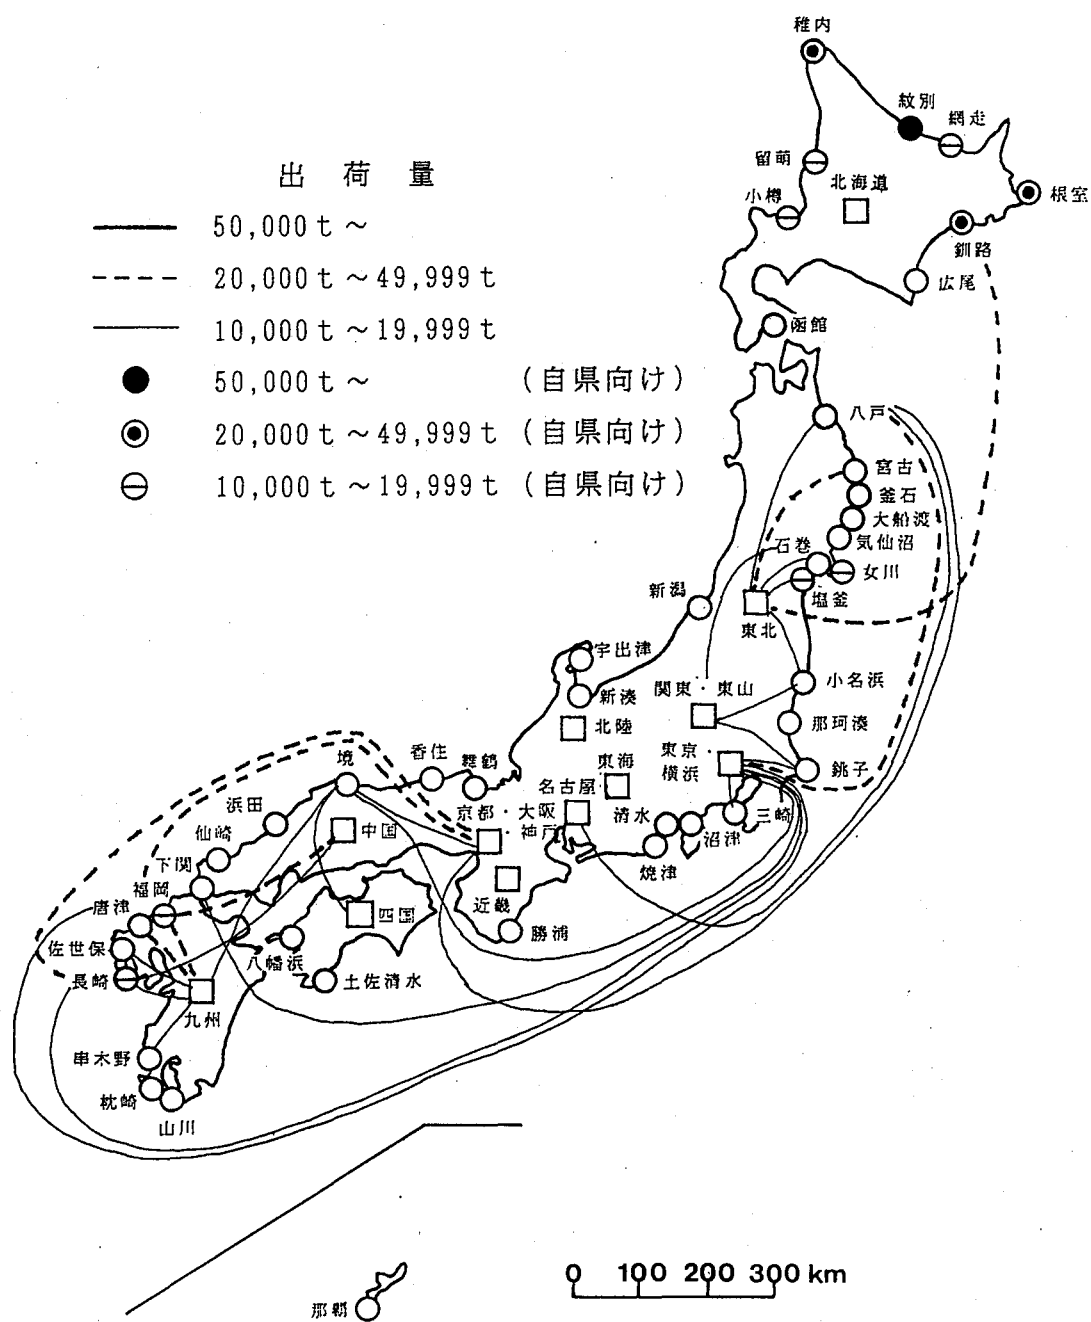 稚内
紋別
網走
留萌
北海道
小樽
根室
釧路
広尾
函館
出荷量
50,000t～
20,000t～49,999t
10,000t～19,999t
50,000t～ (自県向け)
20,000t～49,999t (自県向け)
10,000t～19,999t (自県向け)
八戸
宮古
釜石
大船渡
気仙沼
石巻
女川
塩釜
東北
新潟
宇出津
新湊
北陸
関東・東山
小名浜
那珂湊
東京・
横浜
銚子
三崎
東海
名古屋
清水
沼津
焼津
境
香住
舞鶴
京都・大阪
・神戸
浜田
仙崎
中国
下関
福岡
唐津
佐世保
長崎
近畿
勝浦
四国
八幡浜
土佐清水
九州
串木野
枕崎
山川
那覇
0 100 200 300 km